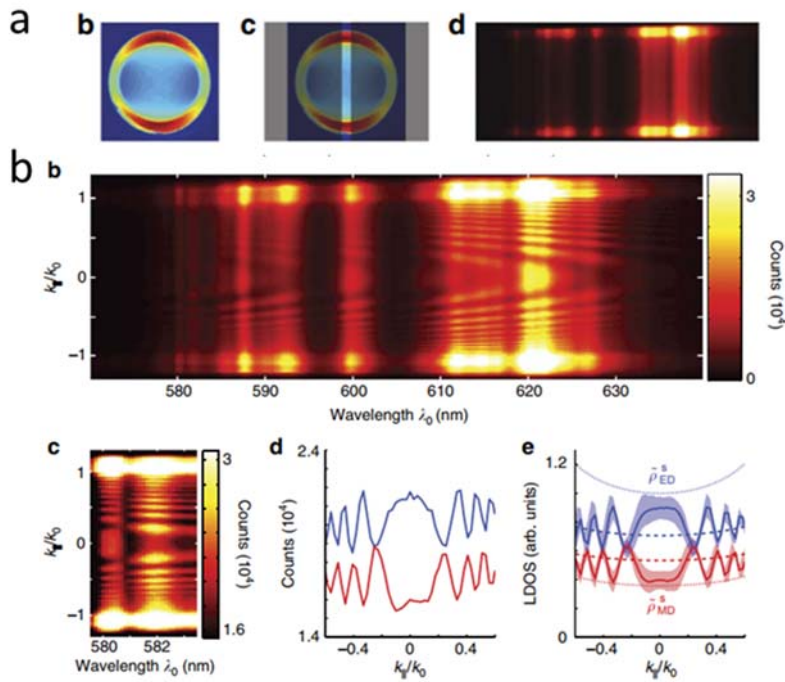 a
b
c
d
b
b
1
0
−1
k∥/k0
580
590
600
610
620
630
Wavelength λ0 (nm)
3
0
Counts (10⁴)
c
1
0
−1
k∥/k0
580
582
Wavelength λ0 (nm)
3
1.6
Counts (10⁴)
d
2.4
1.4
Counts (10⁴)
−0.4
0
0.4
k∥/k0
e
1.2
0
LDOS (arb. units)
ρ̃ˢED
ρ̃ˢMD
−0.4
0
0.4
k∥/k0